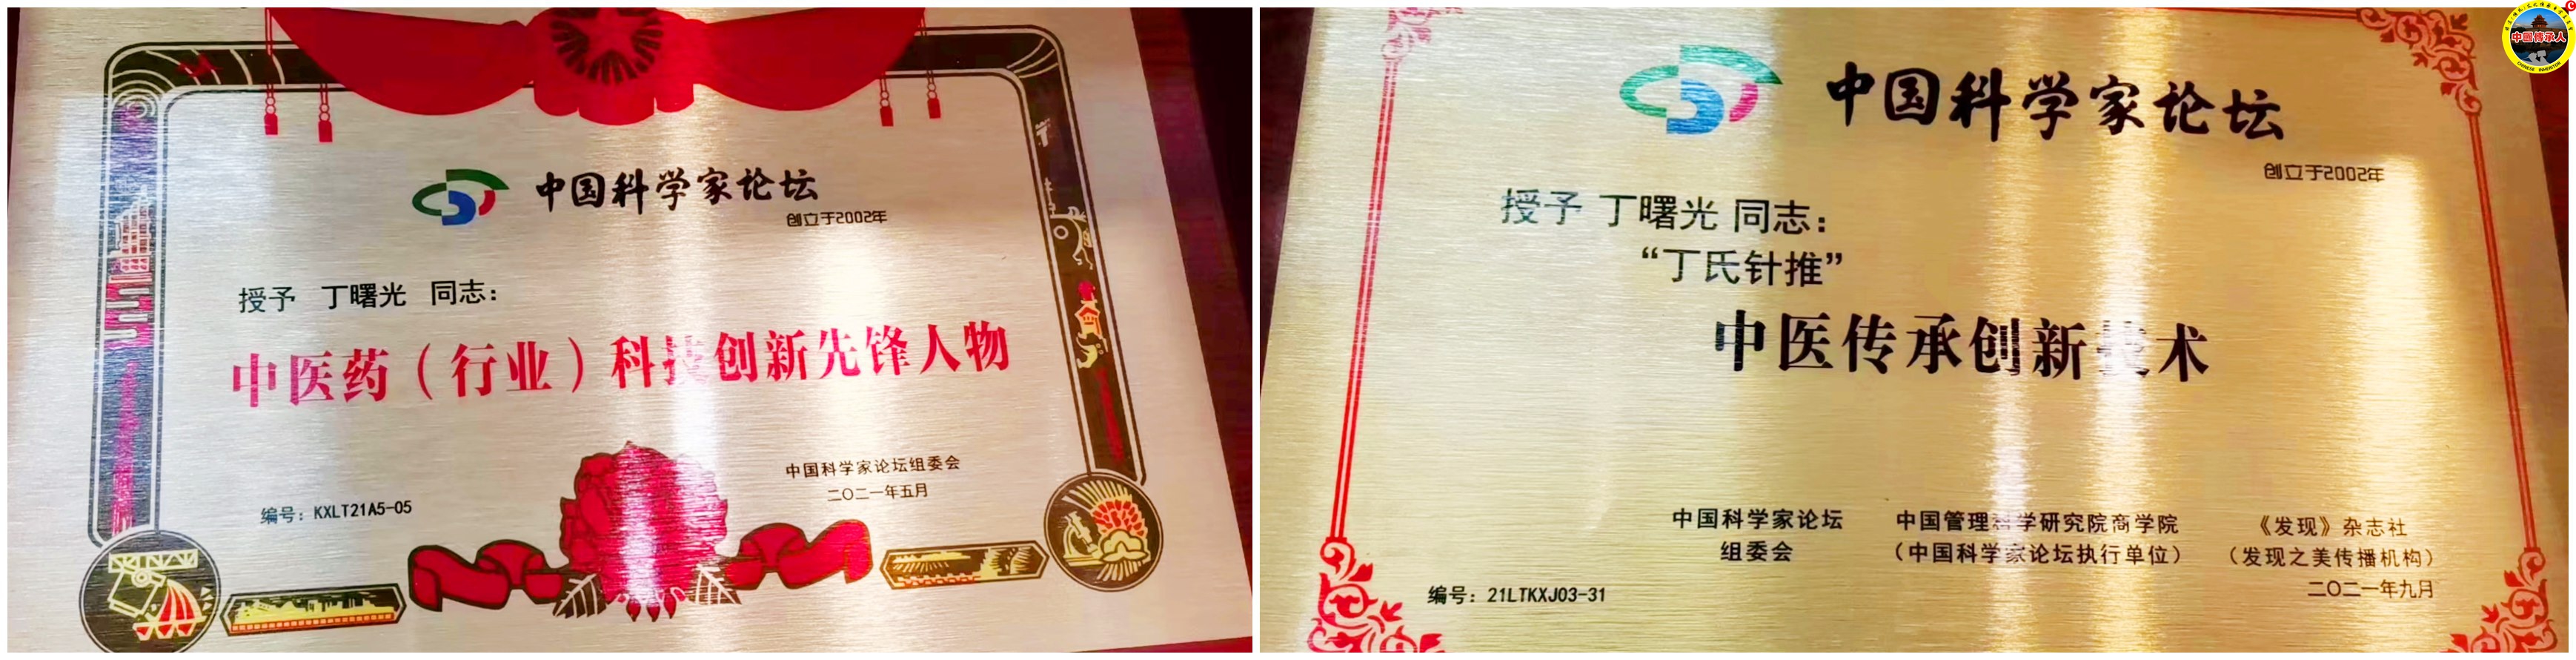 中国科学家论坛
创立于2002年
授予 丁曙光 同志：
中医药（行业）科技创新先锋人物
中国科学家论坛组委会
二〇二一年五月
编号：KXLT21A5-05
中国科学家论坛
创立于2002年
授予 丁曙光 同志：
“丁氏针推”
中医传承创新技术
中国科学家论坛
组委会
中国管理科学研究院商学院
（中国科学家论坛执行单位）
《发现》杂志社
（发现之美传播机构）
二〇二一年九月
编号：21LTKXJ03-31
中國傳承人
CHINESE INHERITOR